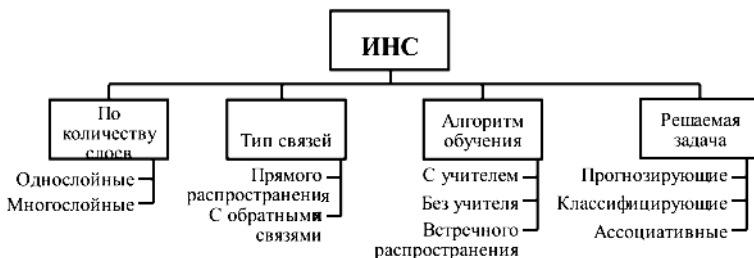 ИНС
По
количеству
слоев
Однослойные
Многослойные
Тип связей
Прямого
распространения
С обратными
связями
Алгоритм
обучения
С учителем
Без учителя
Встречного
распространения
Решаемая
задача
Прогнозирующие
Классифицирующие
Ассоциативные